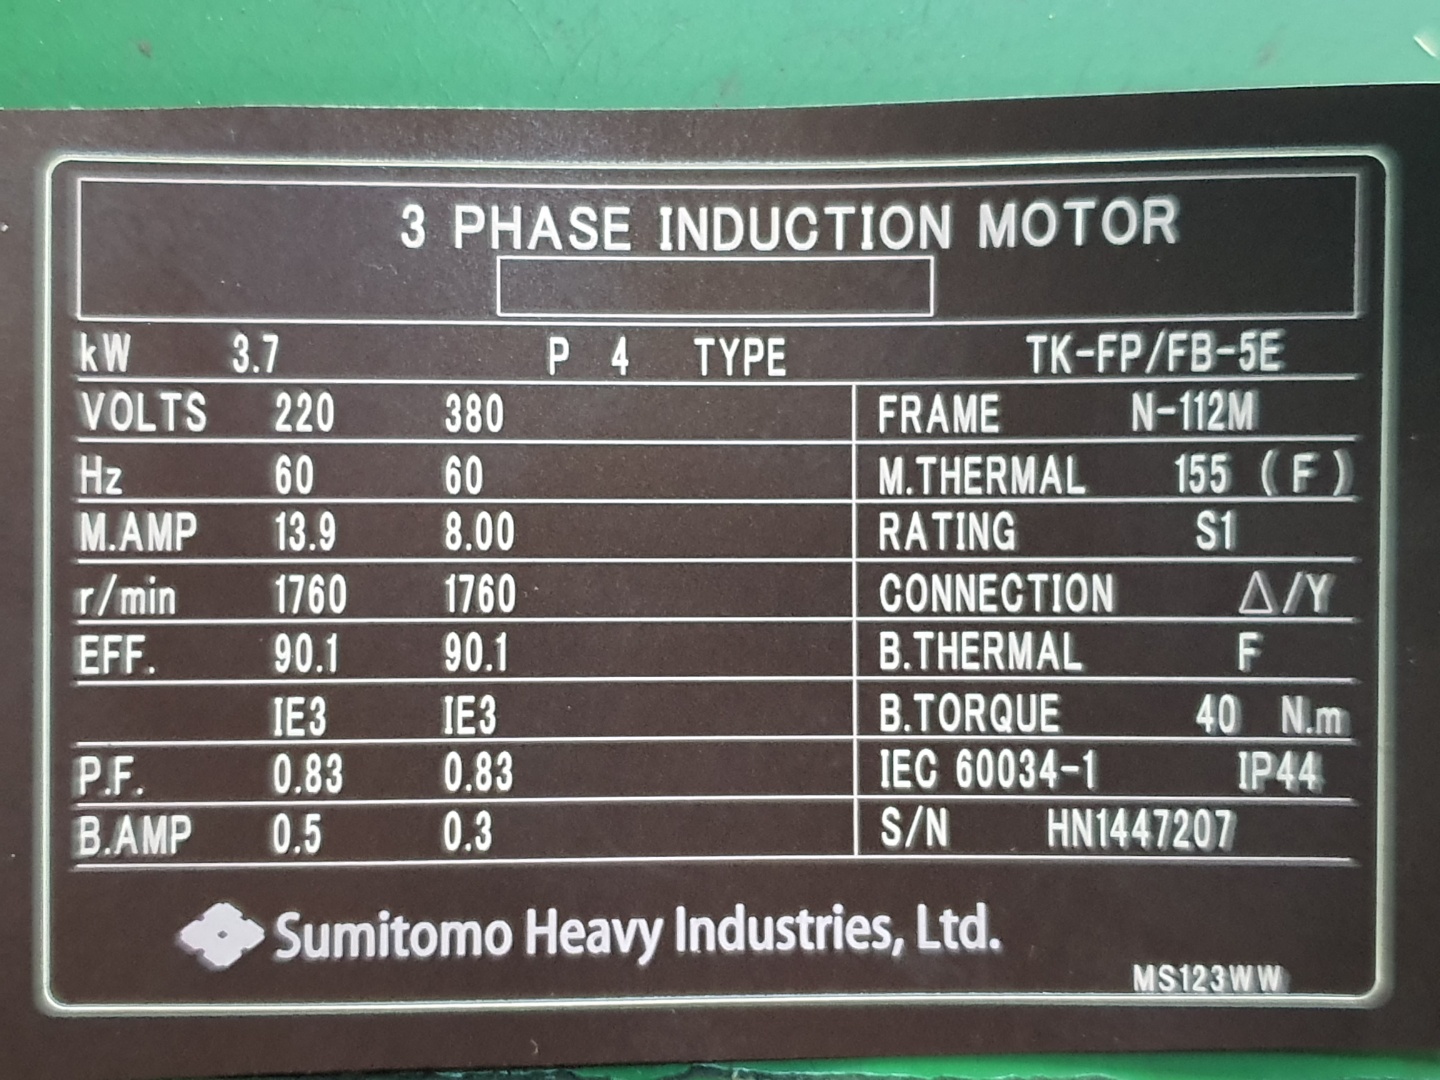 3 PHASE INDUCTION MOTOR
kW 3.7 P 4 TYPE TK-FP/FB-5E
VOLTS 220 380 FRAME N-112M
Hz 60 60 M.THERMAL 155 (F)
M.AMP 13.9 8.00 RATING S1
r/min 1760 1760 CONNECTION △/Y
EFF. 90.1 90.1 B.THERMAL F
IE3 IE3 B.TORQUE 40 N.m
P.F. 0.83 0.83 IEC 60034-1 IP44
B.AMP 0.5 0.3 S/N HN1447207
Sumitomo Heavy Industries, Ltd.
MS123WW